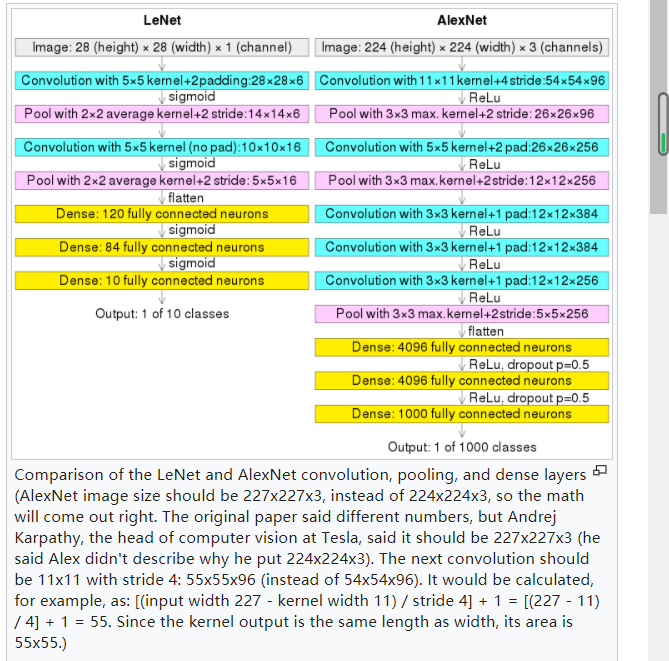 LeNet
Image: 28 (height) × 28 (width) × 1 (channel)
Convolution with 5×5 kernel+2padding:28×28×6
sigmoid
Pool with 2×2 average kernel+2 stride:14×14×6
Convolution with 5×5 kernel (no pad):10×10×16
sigmoid
Pool with 2×2 average kernel+2 stride: 5×5×16
flatten
Dense: 120 fully connected neurons
sigmoid
Dense: 84 fully connected neurons
sigmoid
Dense: 10 fully connected neurons
Output: 1 of 10 classes
AlexNet
Image: 224 (height) × 224 (width) × 3 (channels)
Convolution with 11×11 kernel+4 stride:54×54×96
ReLu
Pool with 3×3 max. kernel+2 stride: 26×26×96
Convolution with 5×5 kernel+2 pad:26×26×256
ReLu
Pool with 3×3 max.kernel+2stride:12×12×256
Convolution with 3×3 kernel+1 pad:12×12×384
ReLu
Convolution with 3×3 kernel+1 pad:12×12×384
ReLu
Convolution with 3×3 kernel+1 pad:12×12×256
ReLu
Pool with 3×3 max.kernel+2stride:5×5×256
flatten
Dense: 4096 fully connected neurons
ReLu, dropout p=0.5
Dense: 4096 fully connected neurons
ReLu, dropout p=0.5
Dense: 1000 fully connected neurons
Output: 1 of 1000 classes
Comparison of the LeNet and AlexNet convolution, pooling, and dense layers
(AlexNet image size should be 227x227x3, instead of 224x224x3, so the math
will come out right. The original paper said different numbers, but Andrej
Karpathy, the head of computer vision at Tesla, said it should be 227x227x3 (he
said Alex didn't describe why he put 224x224x3). The next convolution should
be 11x11 with stride 4: 55x55x96 (instead of 54x54x96). It would be calculated,
for example, as: [(input width 227 - kernel width 11) / stride 4] + 1 = [(227 - 11)
/ 4] + 1 = 55. Since the kernel output is the same length as width, its area is
55x55.)